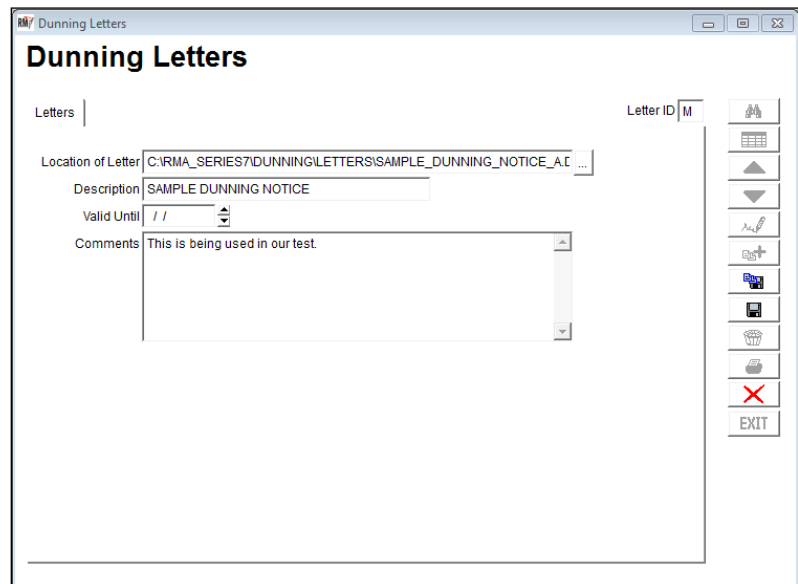 RM Dunning Letters
Dunning Letters
Letters
Letter ID M
Location of Letter C:\RMA_SERIES7\DUNNING\LETTERS\SAMPLE_DUNNING_NOTICE_A.D ...
Description SAMPLE DUNNING NOTICE
Valid Until / /
Comments This is being used in our test.
EXIT